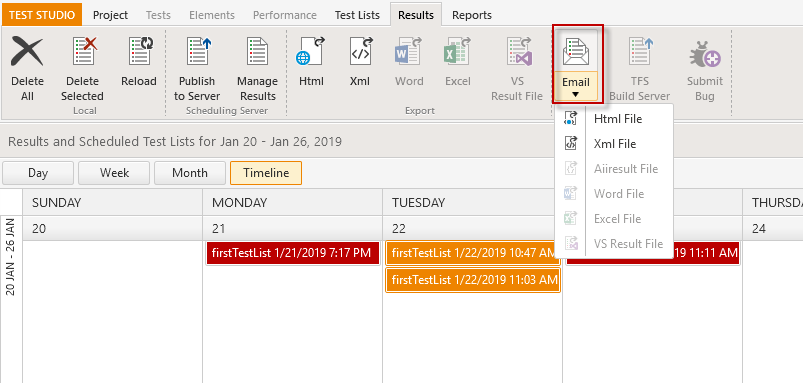 TEST STUDIO Project Tests Elements Performance Test Lists Results Reports
Delete All
Delete Selected
Reload
Publish to Server
Manage Results
Html
Xml
Word
Excel
VS Result File
Email
TFS Build Server
Submit Bug
Local
Scheduling Server
Export
Html File
Xml File
Aiiresult File
Word File
Excel File
VS Result File
Results and Scheduled Test Lists for Jan 20 - Jan 26, 2019
Day Week Month Timeline
SUNDAY MONDAY TUESDAY THURSDA
20 21 22 24
20 JAN - 26 JAN
firstTestList 1/21/2019 7:17 PM
firstTestList 1/22/2019 10:47 AM
19 11:11 AM
firstTestList 1/22/2019 11:03 AM